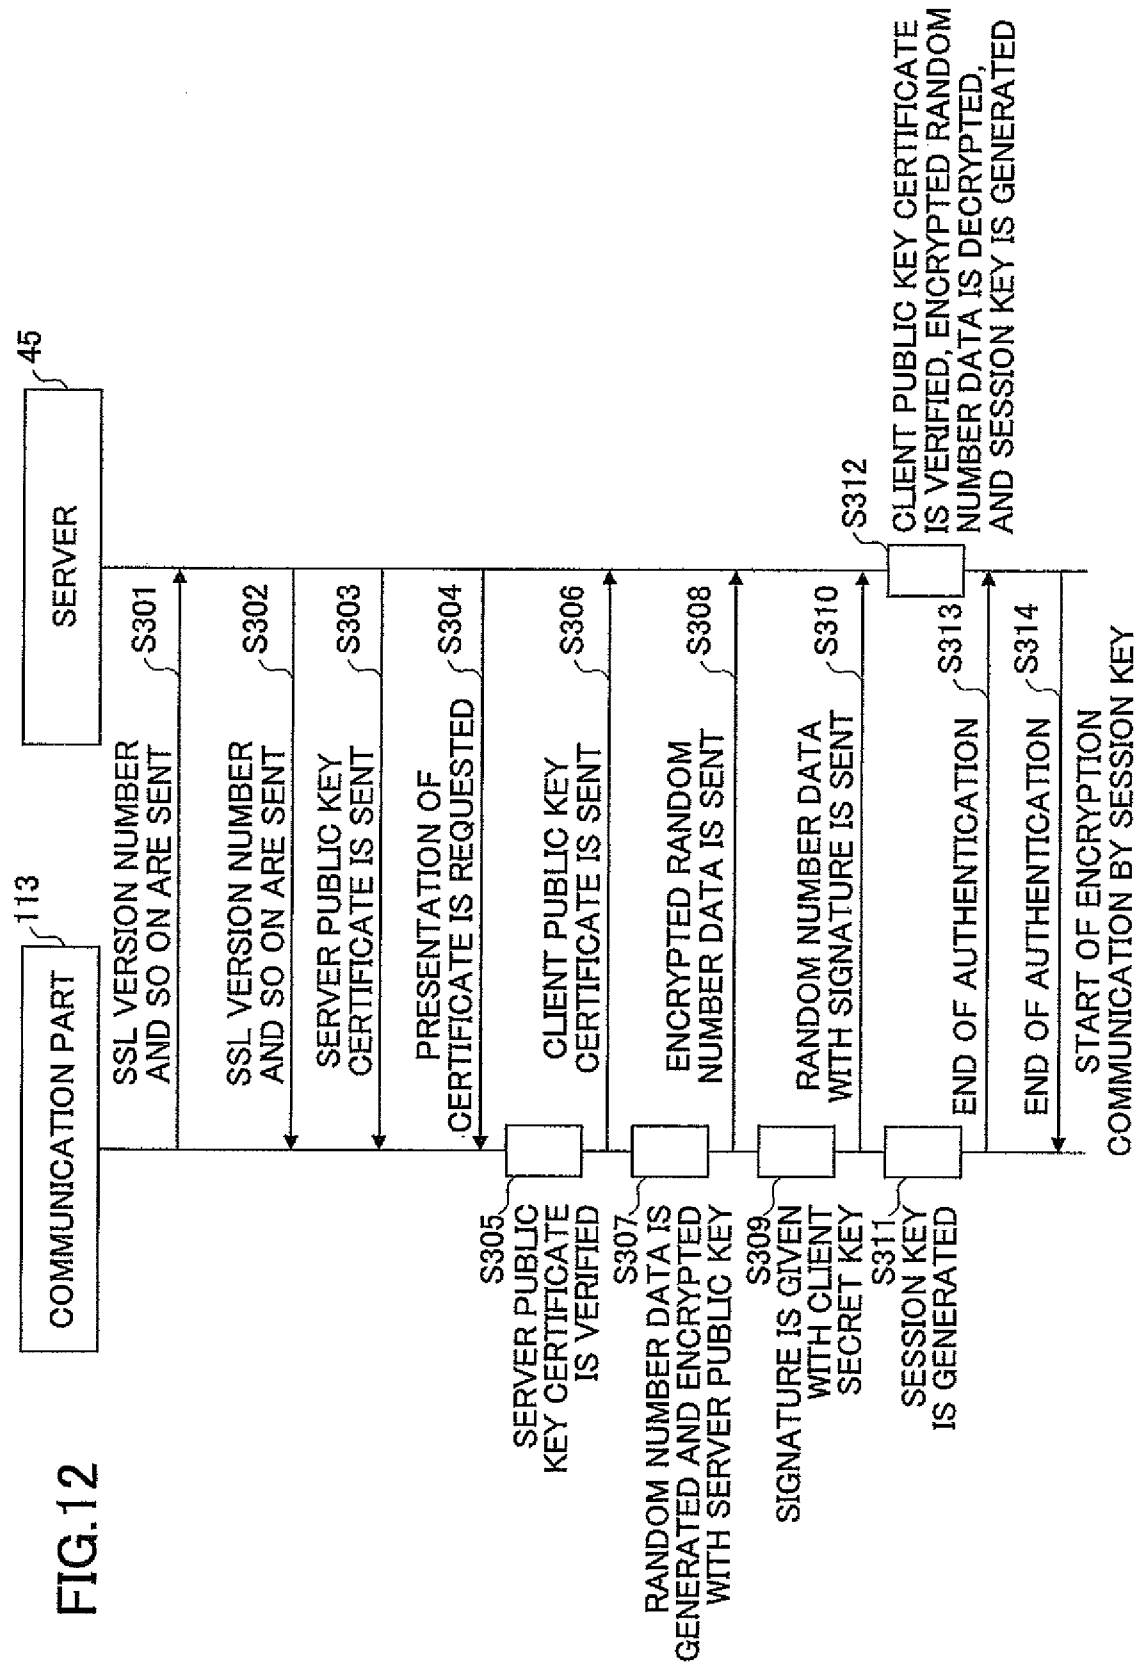 FIG.12
COMMUNICATION PART
113
SERVER
45
SSL VERSION NUMBER
AND SO ON ARE SENT
S301
SSL VERSION NUMBER
AND SO ON ARE SENT
S302
SERVER PUBLIC KEY
CERTIFICATE IS SENT
S303
PRESENTATION OF
CERTIFICATE IS REQUESTED
S304
S305
SERVER PUBLIC
KEY CERTIFICATE
IS VERIFIED
CLIENT PUBLIC KEY
CERTIFICATE IS SENT
S306
S307
RANDOM NUMBER DATA IS
GENERATED AND ENCRYPTED
WITH SERVER PUBLIC KEY
ENCRYPTED RANDOM
NUMBER DATA IS SENT
S308
S309
SIGNATURE IS GIVEN
WITH CLIENT
SECRET KEY
RANDOM NUMBER DATA
WITH SIGNATURE IS SENT
S310
S311
SESSION KEY
IS GENERATED
S312
CLIENT PUBLIC KEY CERTIFICATE
IS VERIFIED, ENCRYPTED RANDOM
NUMBER DATA IS DECRYPTED,
AND SESSION KEY IS GENERATED
END OF AUTHENTICATION
S313
END OF AUTHENTICATION
S314
START OF ENCRYPTION
COMMUNICATION BY SESSION KEY